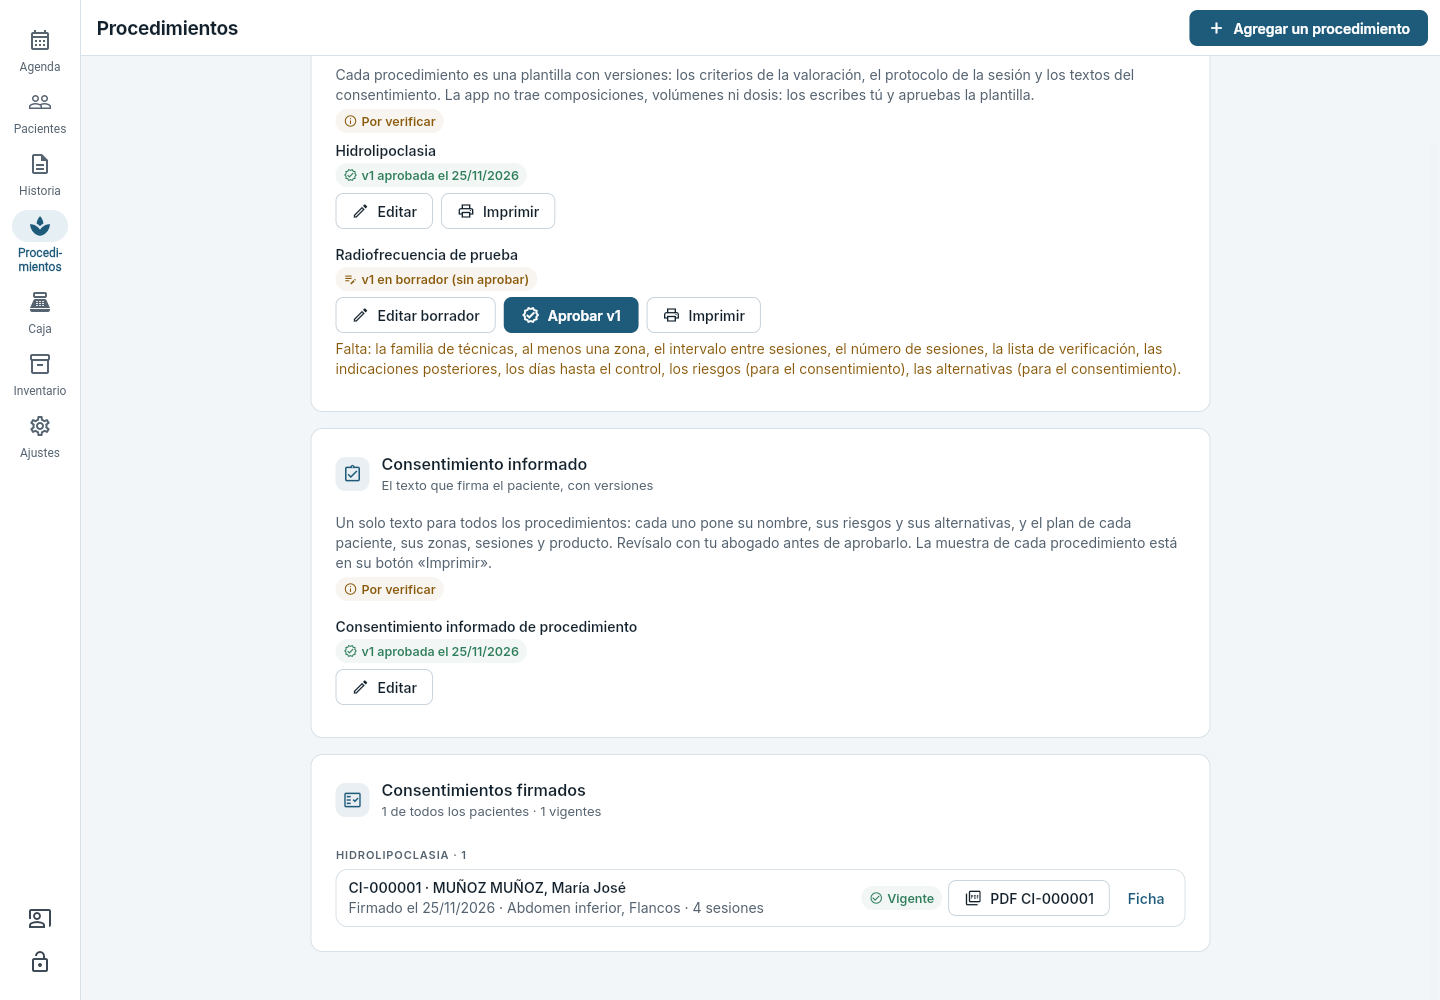 Procedimientos
Agregar un procedimiento
Agenda
Pacientes
Historia
Procedi-
mientos
Caja
Inventario
Ajustes
Cada procedimiento es una plantilla con versiones: los criterios de la valoración, el protocolo de la sesión y los textos del
consentimiento. La app no trae composiciones, volúmenes ni dosis: los escribes tú y apruebas la plantilla.
Por verificar
Hidrolipoclasia
v1 aprobada el 25/11/2026
Editar
Imprimir
Radiofrecuencia de prueba
v1 en borrador (sin aprobar)
Editar borrador
Aprobar v1
Imprimir
Falta: la familia de técnicas, al menos una zona, el intervalo entre sesiones, el número de sesiones, la lista de verificación, las
indicaciones posteriores, los días hasta el control, los riesgos (para el consentimiento), las alternativas (para el consentimiento).
Consentimiento informado
El texto que firma el paciente, con versiones
Un solo texto para todos los procedimientos: cada uno pone su nombre, sus riesgos y sus alternativas, y el plan de cada
paciente, sus zonas, sesiones y producto. Revísalo con tu abogado antes de aprobarlo. La muestra de cada procedimiento está
en su botón «Imprimir».
Por verificar
Consentimiento informado de procedimiento
v1 aprobada el 25/11/2026
Editar
Consentimientos firmados
1 de todos los pacientes · 1 vigentes
HIDROLIPOCLASIA · 1
CI-000001 · MUÑOZ MUÑOZ, María José
Firmado el 25/11/2026 · Abdomen inferior, Flancos · 4 sesiones
Vigente
PDF CI-000001
Ficha